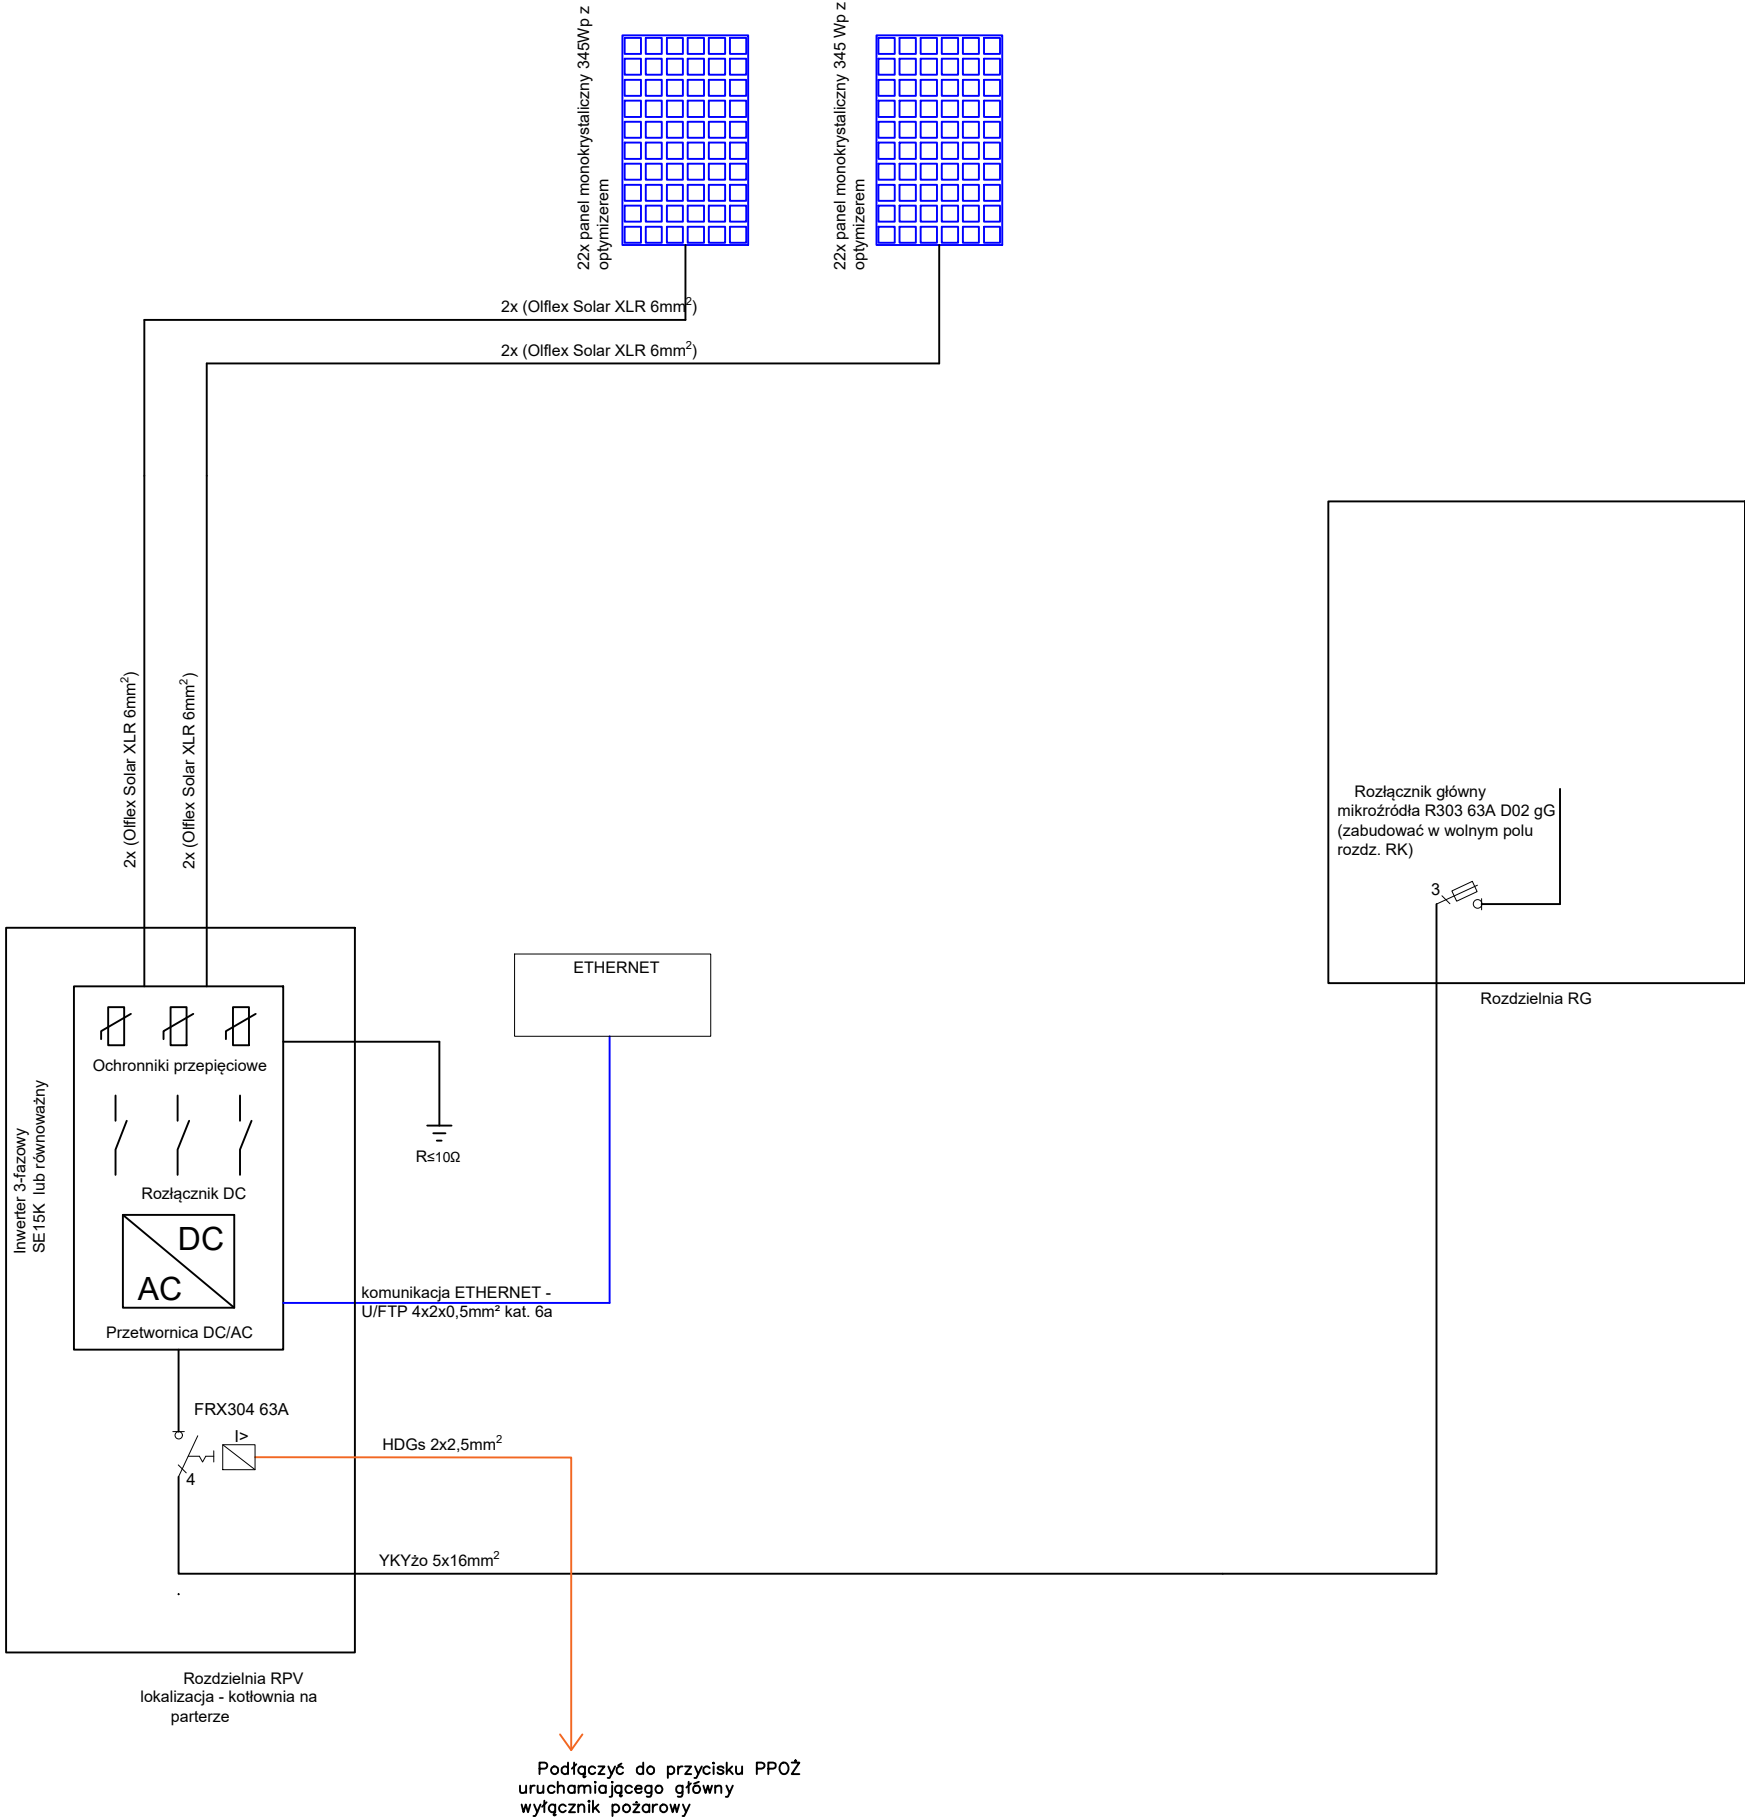 22x panel monokrystaliczny 345Wp z
optymizerem
22x panel monokrystaliczny 345 Wp z
optymizerem
2x (Olflex Solar XLR 6mm²)
2x (Olflex Solar XLR 6mm²)
2x (Olflex Solar XLR 6mm²)
2x (Olflex Solar XLR 6mm²)
Rozłącznik główny
mikroźródła R303 63A D02 gG
(zabudować w wolnym polu
rozdz. RK)
3
Rozdzielnia RG
ETHERNET
Ochronniki przepięciowe
Inwerter 3-fazowy
SE15K lub równoważny
R≤10Ω
Rozłącznik DC
DC
AC
Przetwornica DC/AC
komunikacja ETHERNET -
U/FTP 4x2x0,5mm² kat. 6a
FRX304 63A
I>
4
HDGs 2x2,5mm²
YKYżo 5x16mm²
Rozdzielnia RPV
lokalizacja - kotłownia na
parterze
Podłączyć do przycisku PPOŻ
uruchamiającego główny
wyłącznik pożarowy